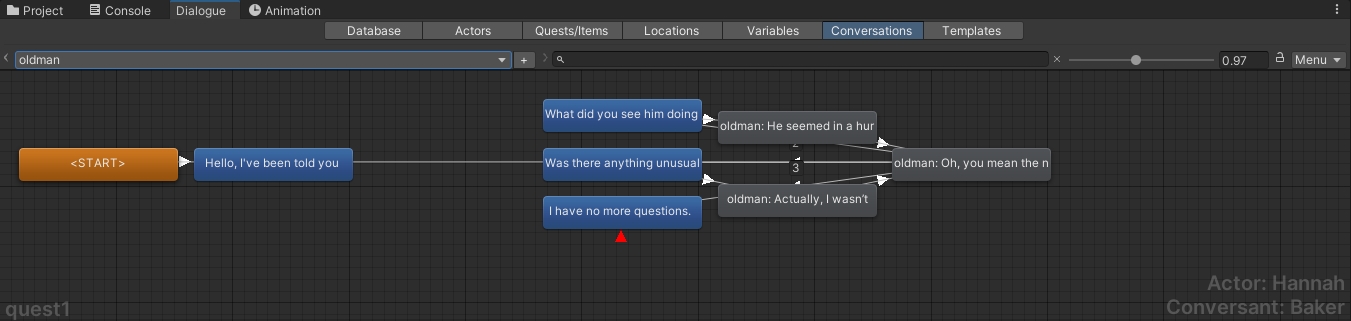 Project
Console
Dialogue
Animation
Database
Actors
Quests/Items
Locations
Variables
Conversations
Templates
oldman
+
0.97
Menu
<START>
Hello, I've been told you
What did you see him doing
Was there anything unusual
I have no more questions.
oldman: He seemed in a hur
3
oldman: Actually, I wasn't
oldman: Oh, you mean the n
quest1
Actor: Hannah
Conversant: Baker